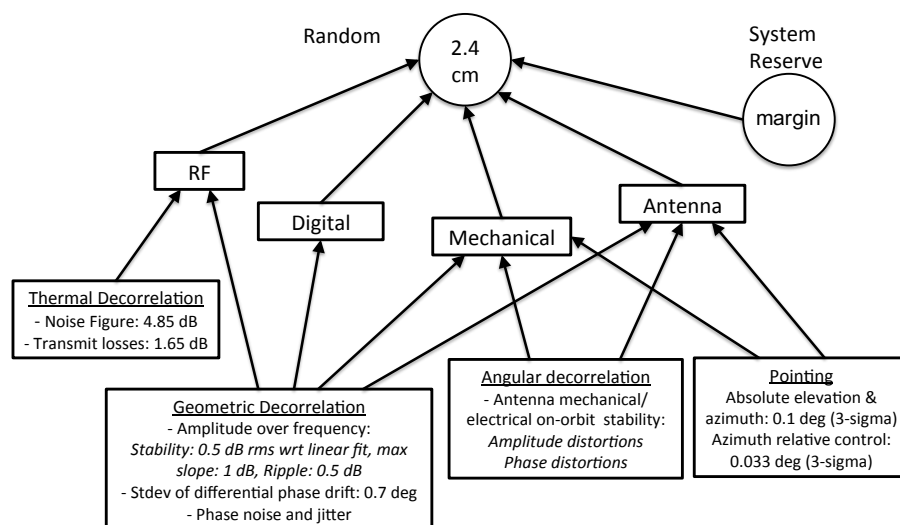 Random
2.4
cm
System
Reserve
margin
RF
Digital
Mechanical
Antenna
Thermal Decorrelation
- Noise Figure: 4.85 dB
- Transmit losses: 1.65 dB
Geometric Decorrelation
- Amplitude over frequency:
Stability: 0.5 dB rms wrt linear fit, max
slope: 1 dB, Ripple: 0.5 dB
- Stdev of differential phase drift: 0.7 deg
- Phase noise and jitter
Angular decorrelation
- Antenna mechanical/
electrical on-orbit stability:
Amplitude distortions
Phase distortions
Pointing
Absolute elevation &
azimuth: 0.1 deg (3-sigma)
Azimuth relative control:
0.033 deg (3-sigma)